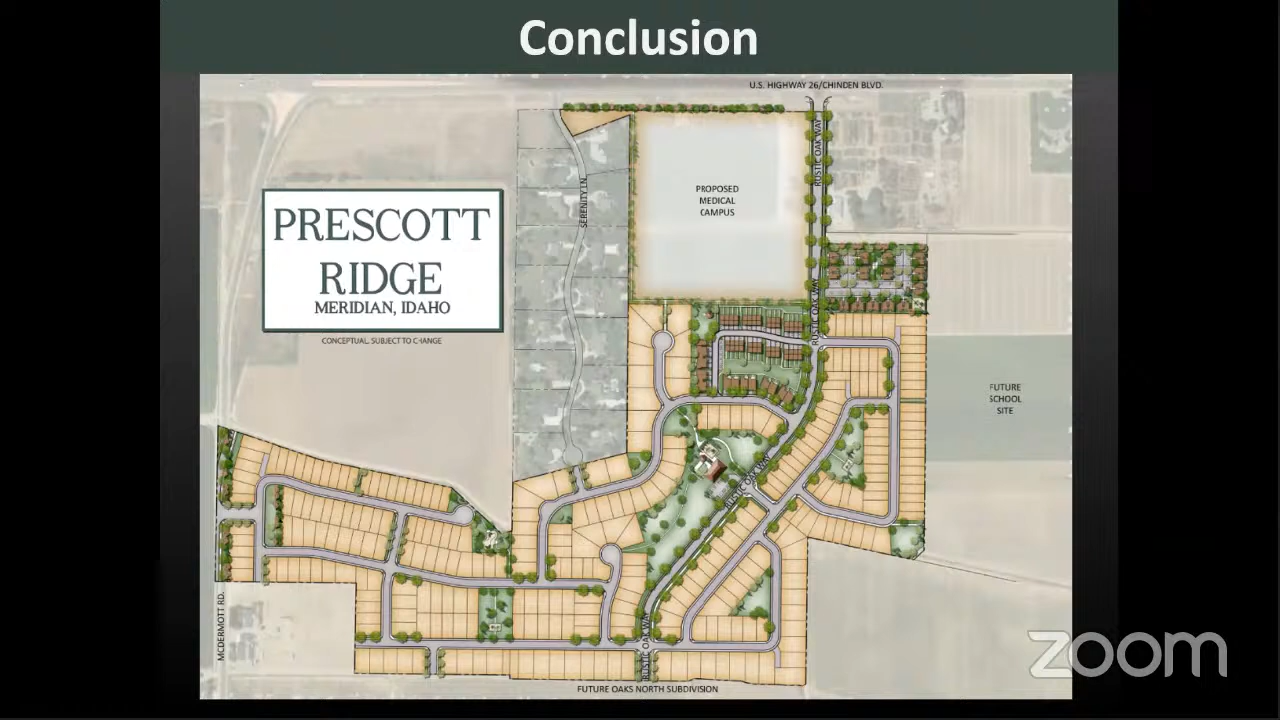 Conclusion
U.S. HIGHWAY 26/CHINDEN BLVD.
RUSTIC OAK WAY
SERENITY LN
PROPOSED
MEDICAL
CAMPUS
PRESCOTT
RIDGE
MERIDIAN, IDAHO
CONCEPTUAL, SUBJECT TO CHANGE
RUSTIC OAK WAY
FUTURE
SCHOOL
SITE
RUSTIC OAK WAY
MCDERMOTT RD.
RUSTIC OAK WAY
FUTURE OAKS NORTH SUBDIVISION
zoom